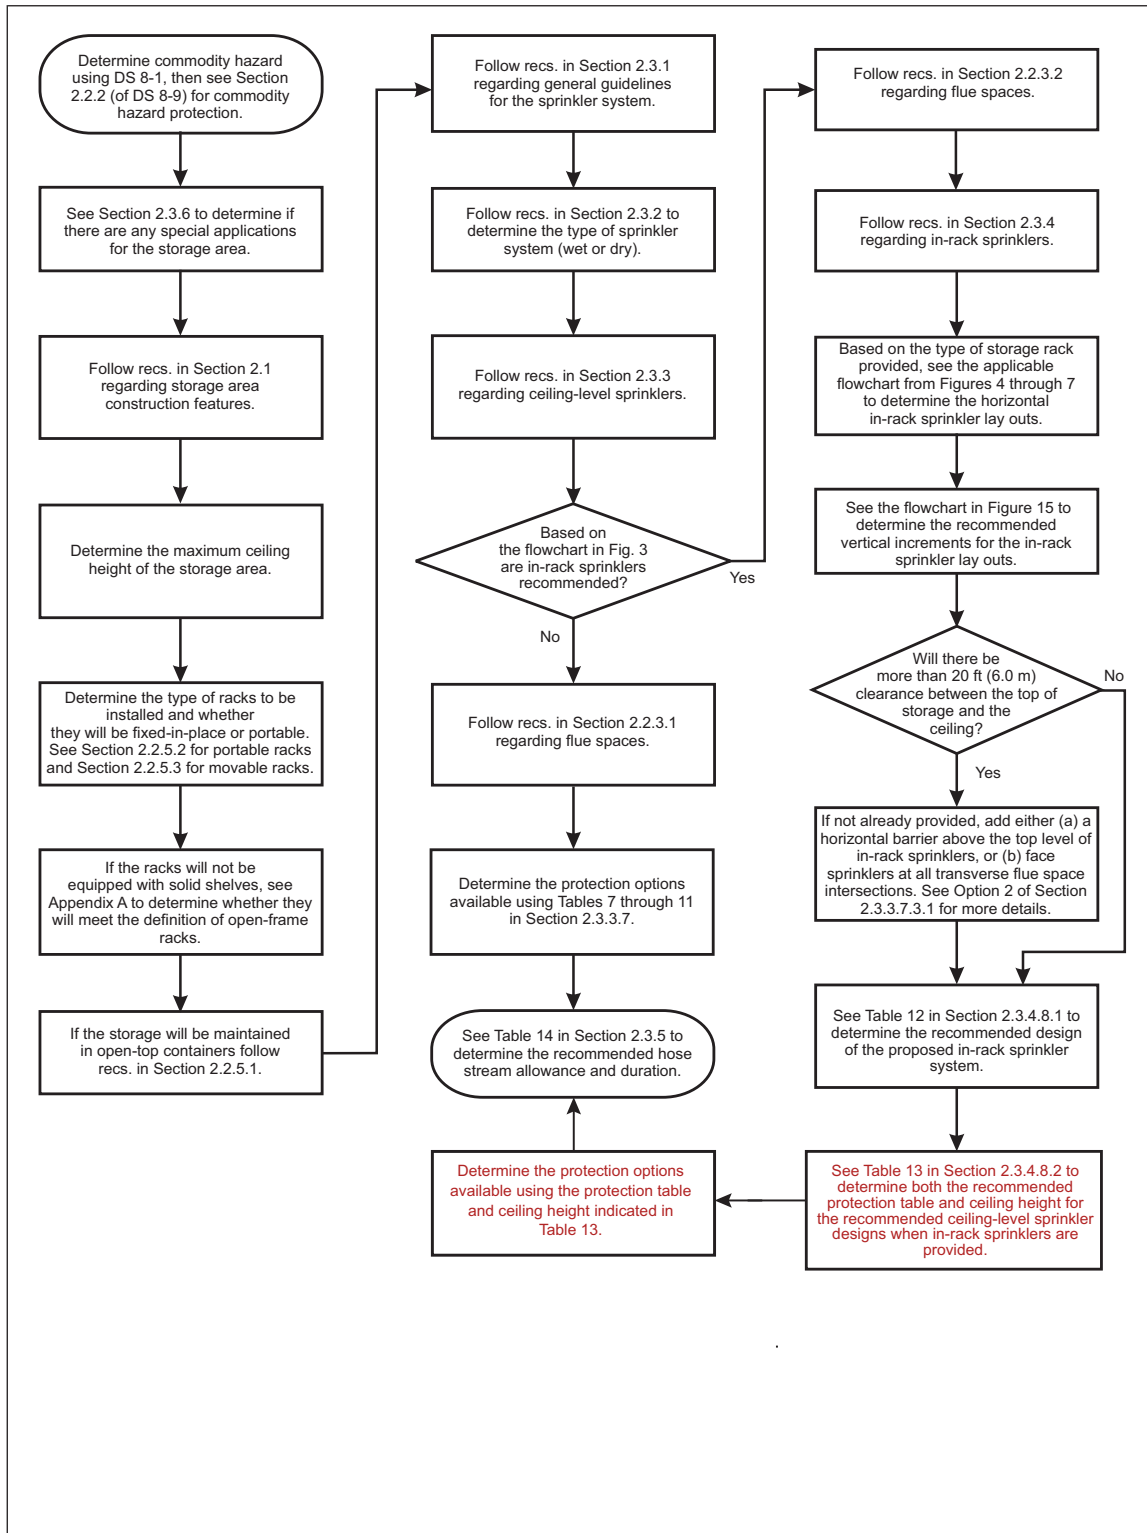 Determine commodity hazard
using DS 8-1, then see Section
2.2.2 (of DS 8-9) for commodity
hazard protection.
See Section 2.3.6 to determine if
there are any special applications
for the storage area.
Follow recs. in Section 2.1
regarding storage area
construction features.
Determine the maximum ceiling
height of the storage area.
Determine the type of racks to be
installed and whether
they will be fixed-in-place or portable.
See Section 2.2.5.2 for portable racks
and Section 2.2.5.3 for movable racks.
If the racks will not be
equipped with solid shelves, see
Appendix A to determine whether they
will meet the definition of open-frame
racks.
If the storage will be maintained
in open-top containers follow
recs. in Section 2.2.5.1.
Follow recs. in Section 2.3.1
regarding general guidelines
for the sprinkler system.
Follow recs. in Section 2.3.2 to
determine the type of sprinkler
system (wet or dry).
Follow recs. in Section 2.3.3
regarding ceiling-level sprinklers.
Based on
the flowchart in Fig. 3
are in-rack sprinklers
recommended?
Yes
No
Follow recs. in Section 2.2.3.1
regarding flue spaces.
Determine the protection options
available using Tables 7 through 11
in Section 2.3.3.7.
See Table 14 in Section 2.3.5 to
determine the recommended hose
stream allowance and duration.
Determine the protection options
available using the protection table
and ceiling height indicated in
Table 13.
Follow recs. in Section 2.2.3.2
regarding flue spaces.
Follow recs. in Section 2.3.4
regarding in-rack sprinklers.
Based on the type of storage rack
provided, see the applicable
flowchart from Figures 4 through 7
to determine the horizontal
in-rack sprinkler lay outs.
See the flowchart in Figure 15 to
determine the recommended
vertical increments for the in-rack
sprinkler lay outs.
Will there be
more than 20 ft (6.0 m)
clearance between the top of
storage and the
ceiling?
No
Yes
If not already provided, add either (a) a
horizontal barrier above the top level of
in-rack sprinklers, or (b) face
sprinklers at all transverse flue space
intersections. See Option 2 of Section
2.3.3.7.3.1 for more details.
See Table 12 in Section 2.3.4.8.1 to
determine the recommended design
of the proposed in-rack sprinkler
system.
See Table 13 in Section 2.3.4.8.2 to
determine both the recommended
protection table and ceiling height for
the recommended ceiling-level sprinkler
designs when in-rack sprinklers are
provided.